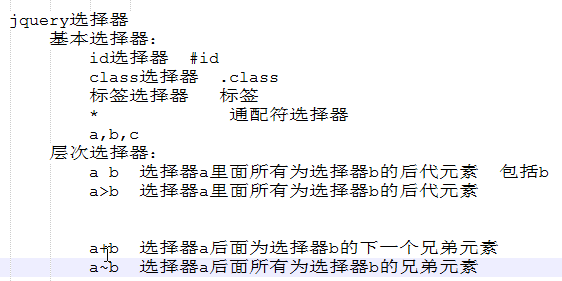 jquery选择器
基本选择器:
id选择器 #id
class选择器 .class
标签选择器 标签
* 通配符选择器
a,b,c
层次选择器:
a b 选择器a里面所有为选择器b的后代元素 包括b
a>b 选择器a里面所有为选择器b的后代元素
a+b 选择器a后面为选择器b的下一个兄弟元素
a~b 选择器a后面所有为选择器b的兄弟元素